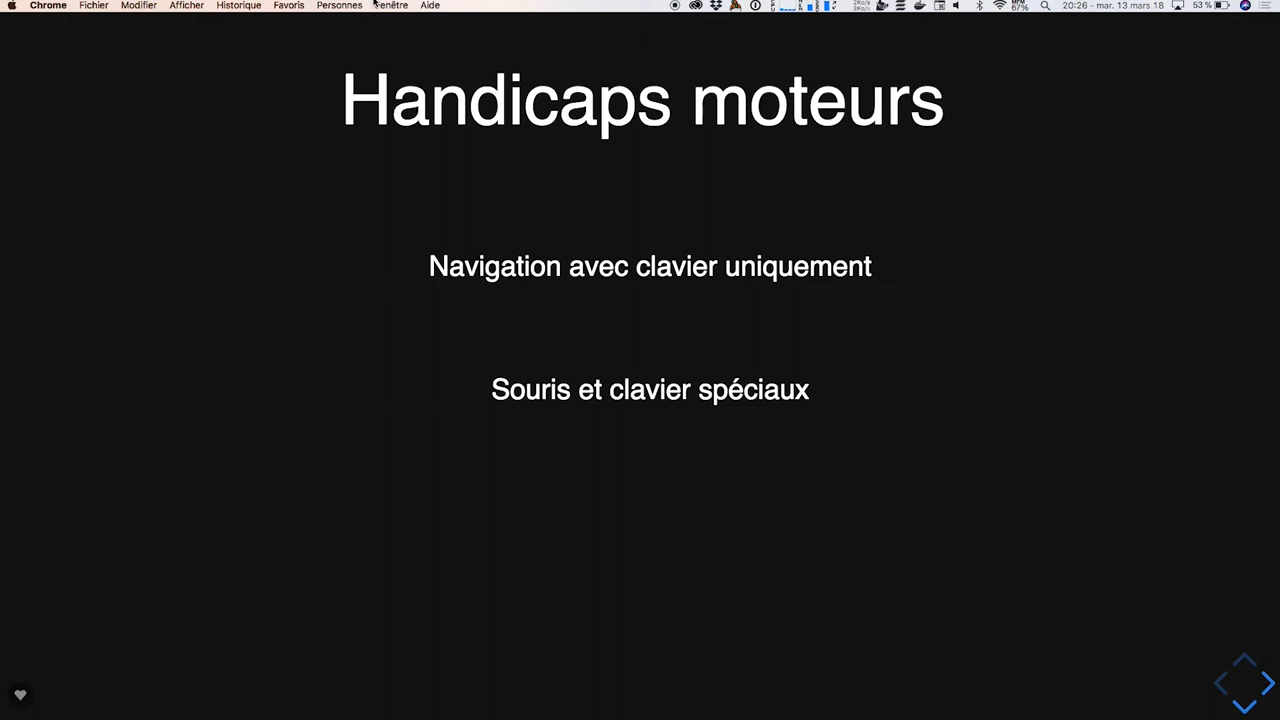 Chrome Fichier Modifier Afficher Historique Favoris Personnes Fenêtre Aide 20:26 - mar. 13 mars 18 53 %
Handicaps moteurs
Navigation avec clavier uniquement
Souris et clavier spéciaux